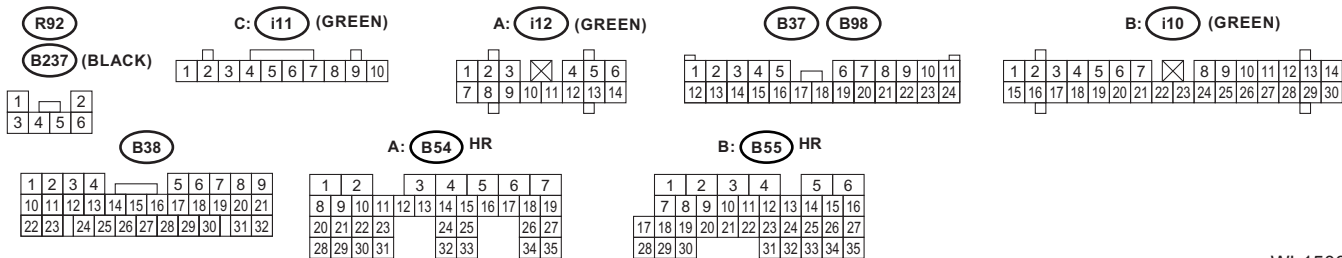 R92
C: i11 (GREEN)
A: i12 (GREEN)
B37 B98
B: i10 (GREEN)
B237 (BLACK)
1 2 3 4 5 6 7 8 9 10
1 2 3 4 5 6
7 8 9 10 11 12 13 14
1 2 3 4 5 6 7 8 9 10 11
12 13 14 15 16 17 18 19 20 21 22 23 24
1 2 3 4 5 6 7 8 9 10 11 12 13 14
15 16 17 18 19 20 21 22 23 24 25 26 27 28 29 30
1 2
3 4 5 6
B38
A: B54 HR
B: B55 HR
1 2 3 4 5 6 7 8 9
10 11 12 13 14 15 16 17 18 19 20 21
22 23 24 25 26 27 28 29 30 31 32
1 2 3 4 5 6 7
8 9 10 11 12 13 14 15 16 17 18 19
20 21 22 23 24 25 26 27
28 29 30 31 32 33 34 35
1 2 3 4 5 6
7 8 9 10 11 12 13 14 15 16
17 18 19 20 21 22 23 24 25 26 27
28 29 30 31 32 33 34 35